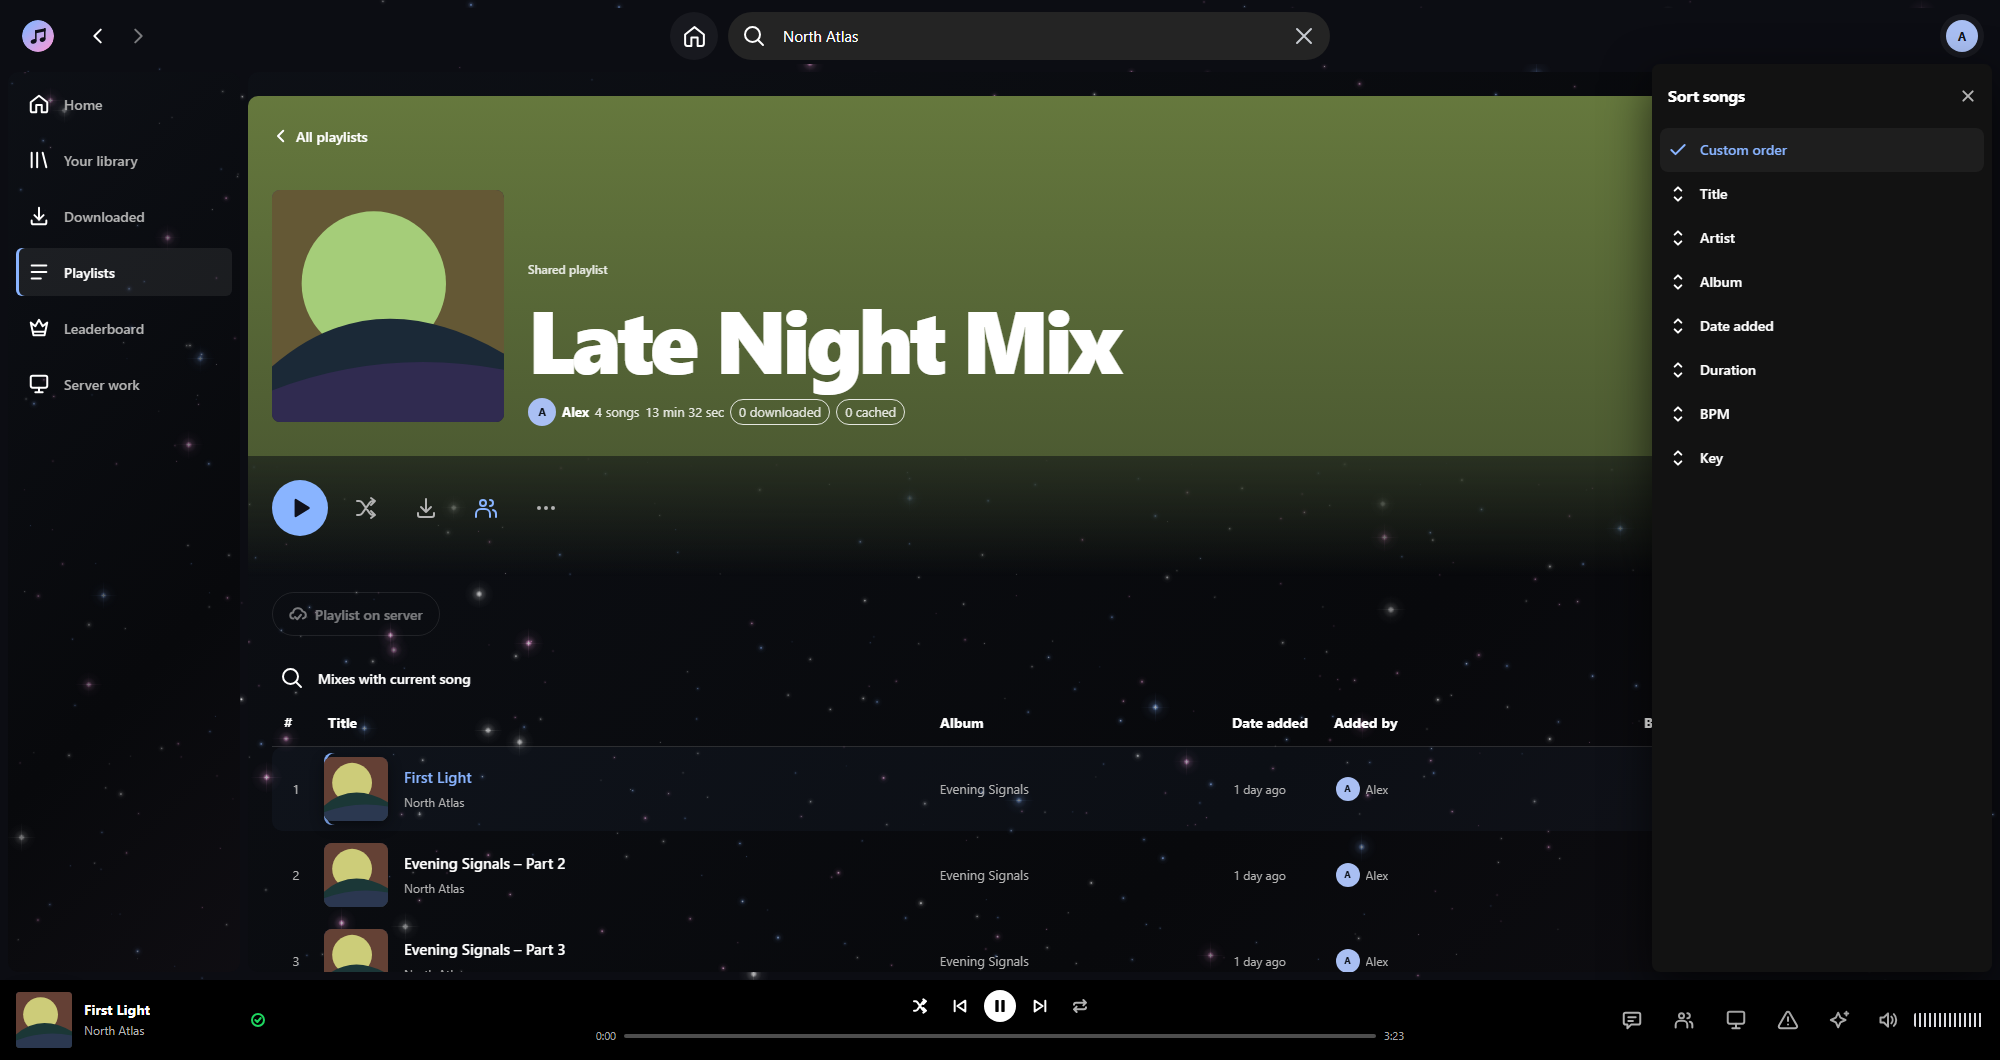 North Atlas
A
Home
Your library
Downloaded
Playlists
Leaderboard
Server work
All playlists
Shared playlist
Late Night Mix
A Alex 4 songs 13 min 32 sec 0 downloaded 0 cached
Playlist on server
Mixes with current song
# Title Album Date added Added by B
1 First Light Evening Signals 1 day ago A Alex
North Atlas
2 Evening Signals – Part 2 Evening Signals 1 day ago A Alex
North Atlas
3 Evening Signals – Part 3 Evening Signals 1 day ago A Alex
Sort songs
Custom order
Title
Artist
Album
Date added
Duration
BPM
Key
First Light
North Atlas
0:00 3:23